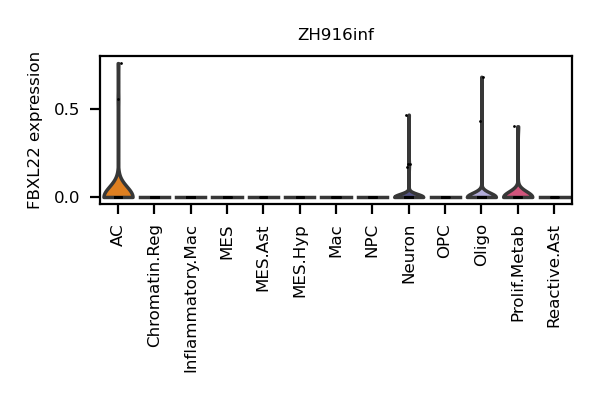 ZH916inf
FBXL22 expression
0.5
0.0
AC
Chromatin.Reg
Inflammatory.Mac
MES
MES.Ast
MES.Hyp
Mac
NPC
Neuron
OPC
Oligo
Prolif.Metab
Reactive.Ast